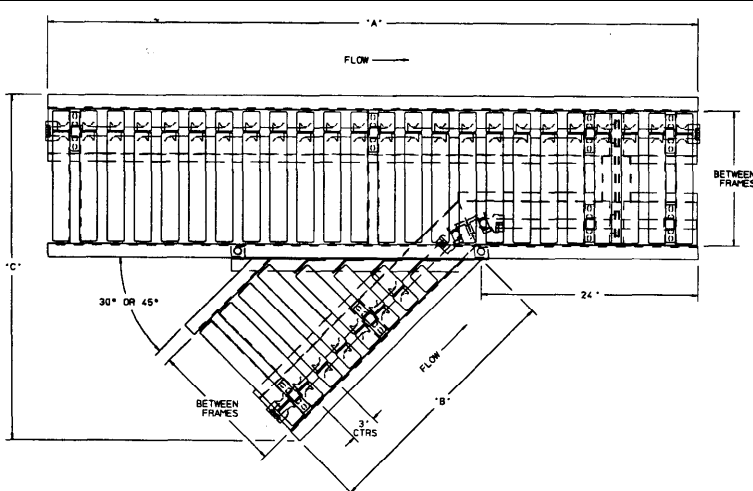 "A"
FLOW
BETWEEN
FRAMES
"C"
30° OR 45°
24"
FLOW
"B"
BETWEEN
FRAMES
3"
CTRS